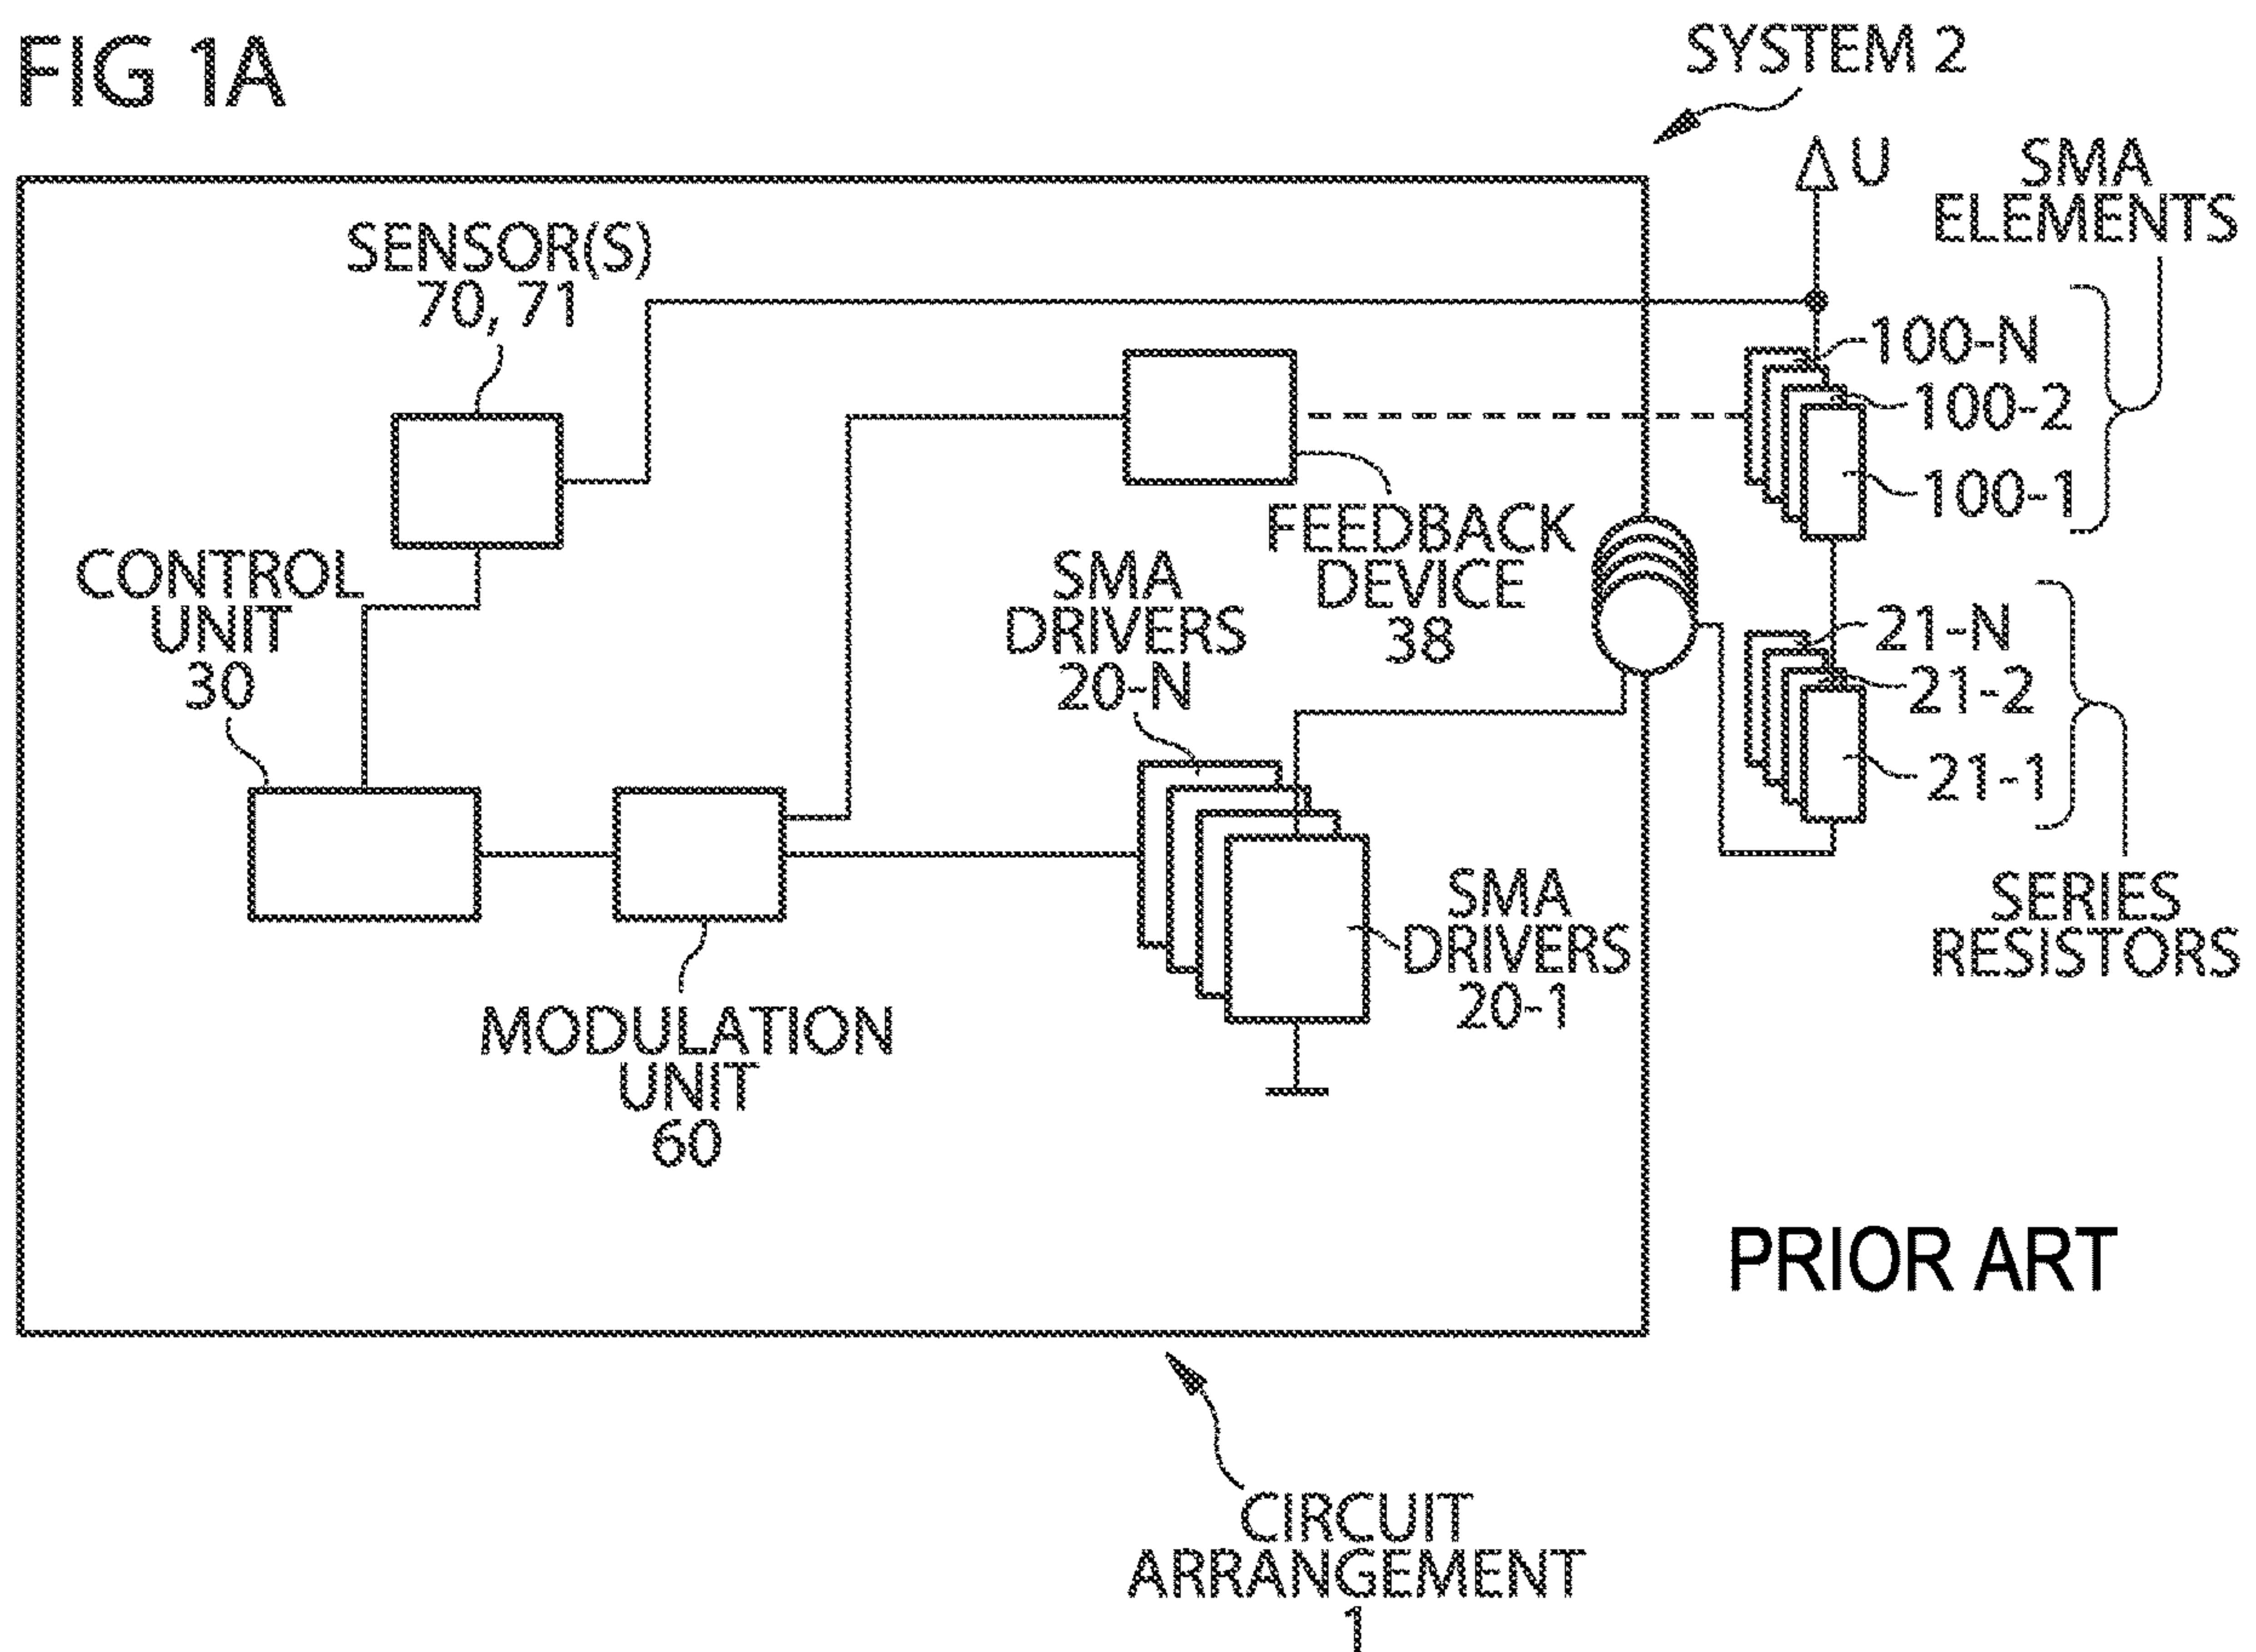 FIG 1A
SYSTEM 2
U
SMA
ELEMENTS
SENSOR(S)
70, 71
100-N
100-2
100-1
FEEDBACK
DEVICE
38
CONTROL
UNIT
30
SMA
DRIVERS
20-N
21-N
21-2
21-1
SMA
DRIVERS
20-1
SERIES
RESISTORS
MODULATION
UNIT
60
PRIOR ART
CIRCUIT
ARRANGEMENT
1